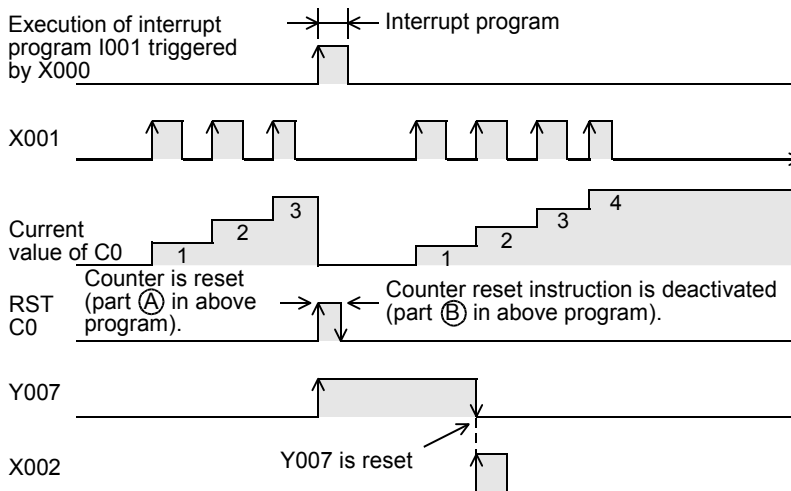 Execution of interrupt
program I001 triggered
by X000
Interrupt program
X001
Current
value of C0
1
2
3
1
2
3
4
RST
C0
Counter is reset
(part Ⓐ in above
program).
Counter reset instruction is deactivated
(part Ⓑ in above program).
Y007
Y007 is reset
X002